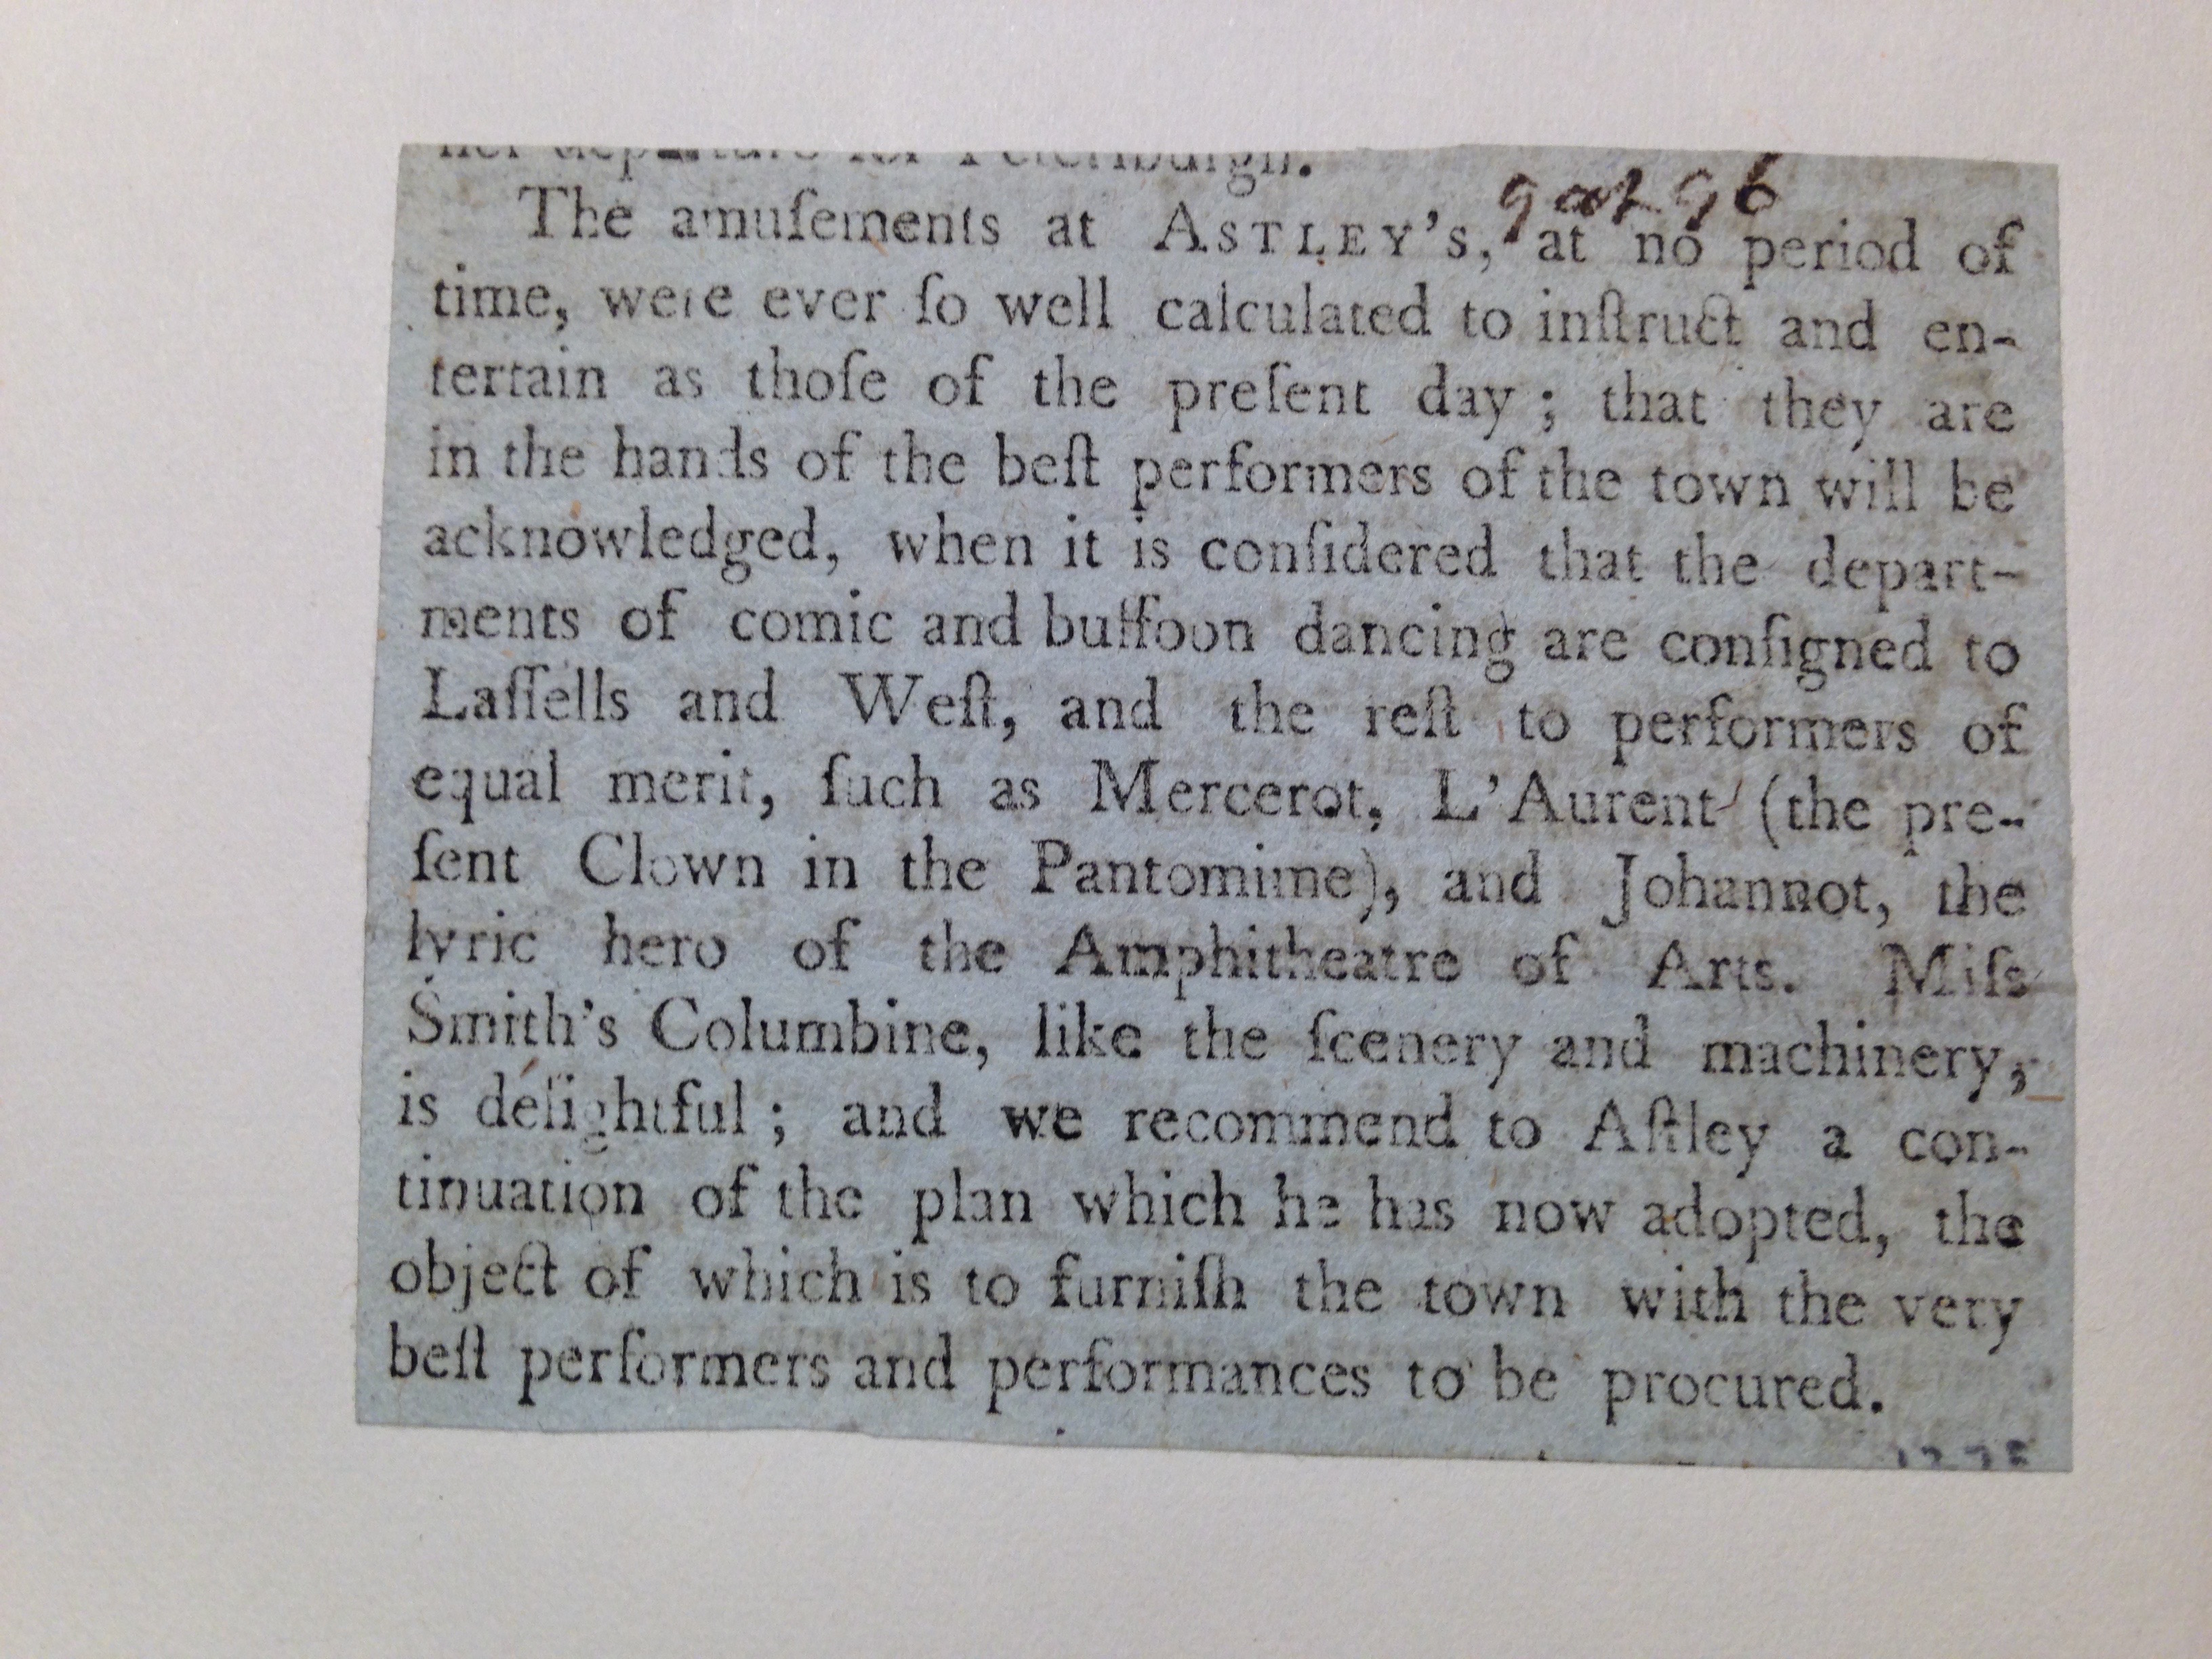 her departure for Peterſburgh.
9 ar 96
The amuſements at ASTLEY'S, at no period of
time, were ever ſo well calculated to inſtruct and en-
tertain as thoſe of the preſent day; that they are
in the hands of the beſt performers of the town will be
acknowledged, when it is conſidered that the depart-
ments of comic and buffoon dancing are conſigned to
Laſſells and Weſt, and the reſt to performers of
equal merit, ſuch as Mercerot, L'Aurent (the pre-
ſent Clown in the Pantomime), and Johannot, the
lyric hero of the Amphitheatre of Arts. Miſs
Smith's Columbine, like the ſcenery and machinery,
is delightful; and we recommend to Aſtley a con-
tinuation of the plan which he has now adopted, the
object of which is to furniſh the town with the very
beſt performers and performances to be procured.